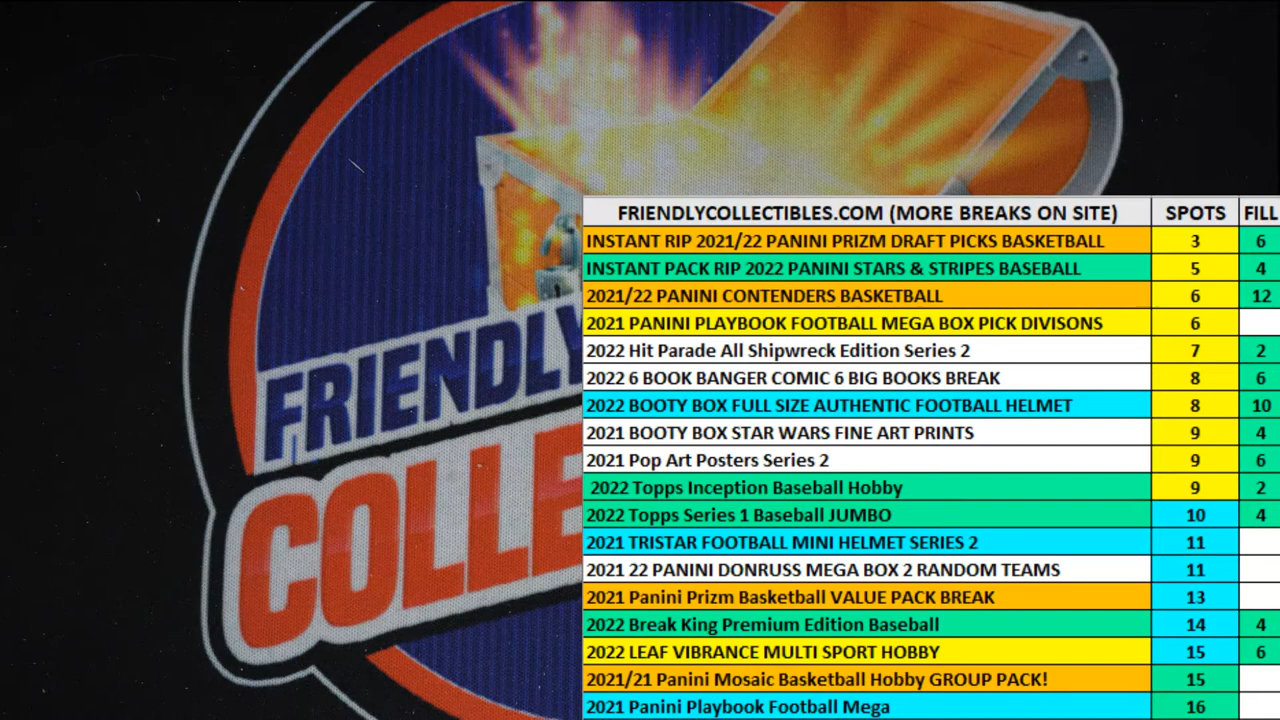 FRIENDLY
COLLE
FRIENDLYCOLLECTIBLES.COM (MORE BREAKS ON SITE) SPOTS FILL
INSTANT RIP 2021/22 PANINI PRIZM DRAFT PICKS BASKETBALL 3 6
INSTANT PACK RIP 2022 PANINI STARS & STRIPES BASEBALL 5 4
2021/22 PANINI CONTENDERS BASKETBALL 6 12
2021 PANINI PLAYBOOK FOOTBALL MEGA BOX PICK DIVISONS 6
2022 Hit Parade All Shipwreck Edition Series 2 7 2
2022 6 BOOK BANGER COMIC 6 BIG BOOKS BREAK 8 6
2022 BOOTY BOX FULL SIZE AUTHENTIC FOOTBALL HELMET 8 10
2021 BOOTY BOX STAR WARS FINE ART PRINTS 9 4
2021 Pop Art Posters Series 2 9 6
2022 Topps Inception Baseball Hobby 9 2
2022 Topps Series 1 Baseball JUMBO 10 4
2021 TRISTAR FOOTBALL MINI HELMET SERIES 2 11
2021 22 PANINI DONRUSS MEGA BOX 2 RANDOM TEAMS 11
2021 Panini Prizm Basketball VALUE PACK BREAK 13
2022 Break King Premium Edition Baseball 14 4
2022 LEAF VIBRANCE MULTI SPORT HOBBY 15 6
2021/21 Panini Mosaic Basketball Hobby GROUP PACK! 15
2021 Panini Playbook Football Mega 16